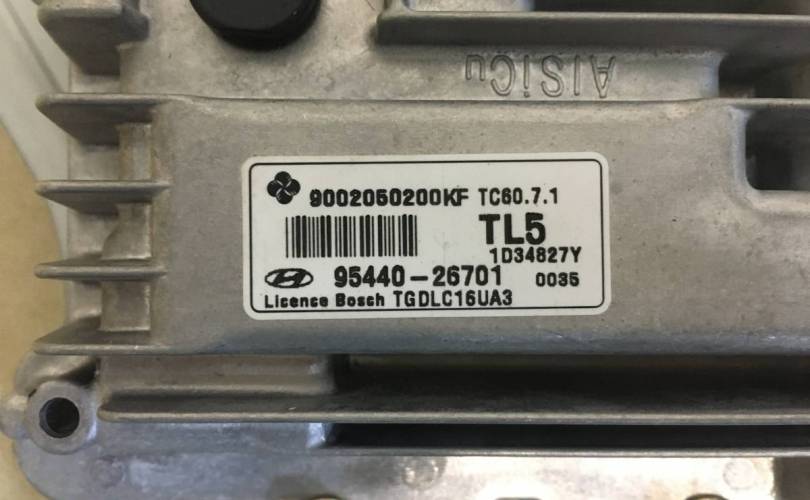 AlSiCu
9002050200KF TC60.7.1
TL5
1D34827Y
95440-26701 0035
Licence Bosch TGDLC16UA3